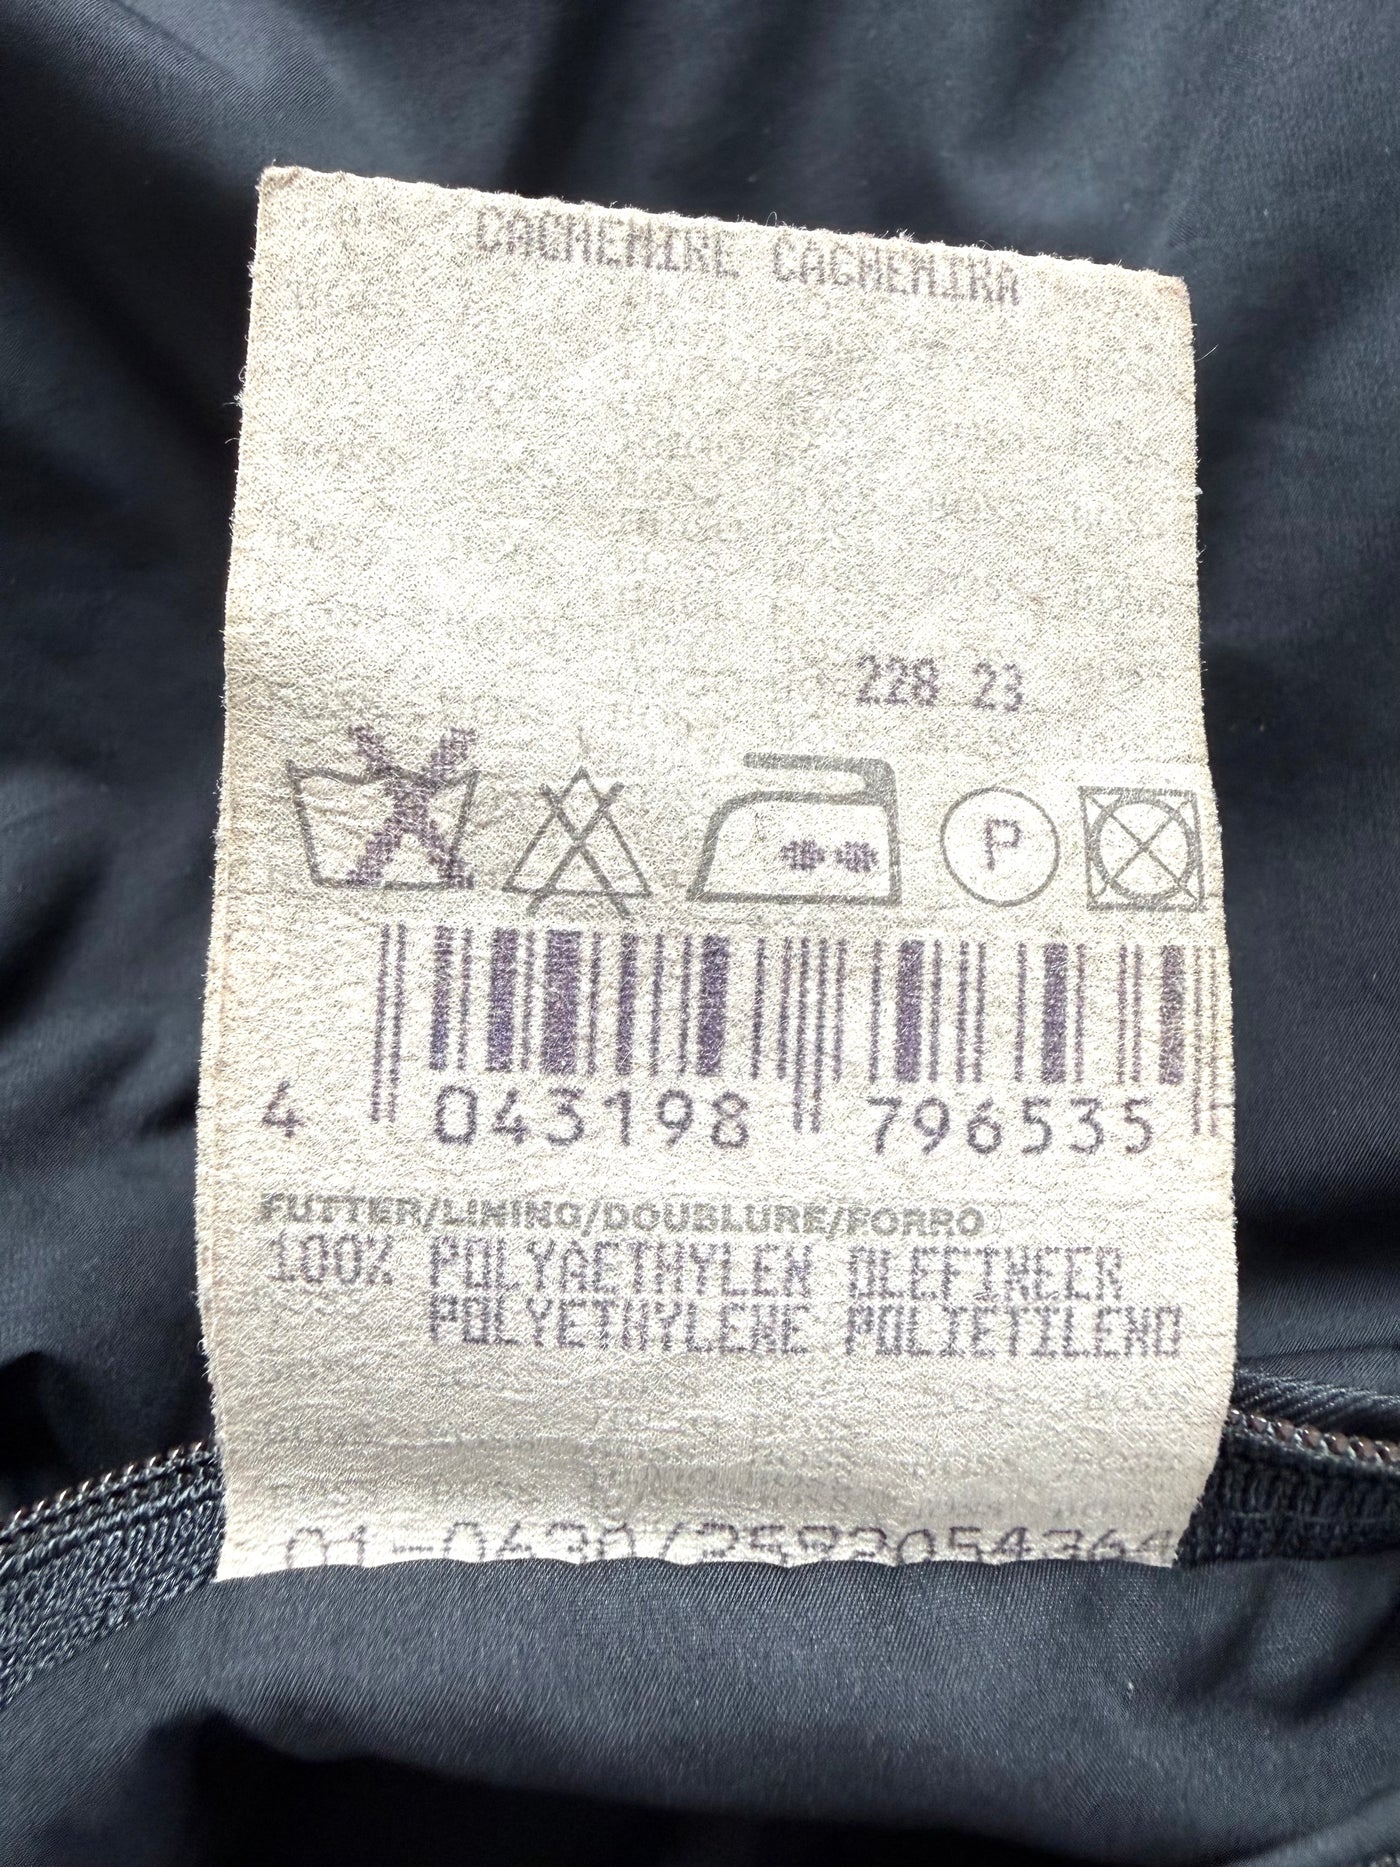 CACHEMIRE CACHEMIRA
228 23
P
4 043198 796535
FUTTER/LINING/DOUBLURE/FORRO
100% POLYAETHYLEN OLEFINEER
POLYETHYLENE POLIETILENO